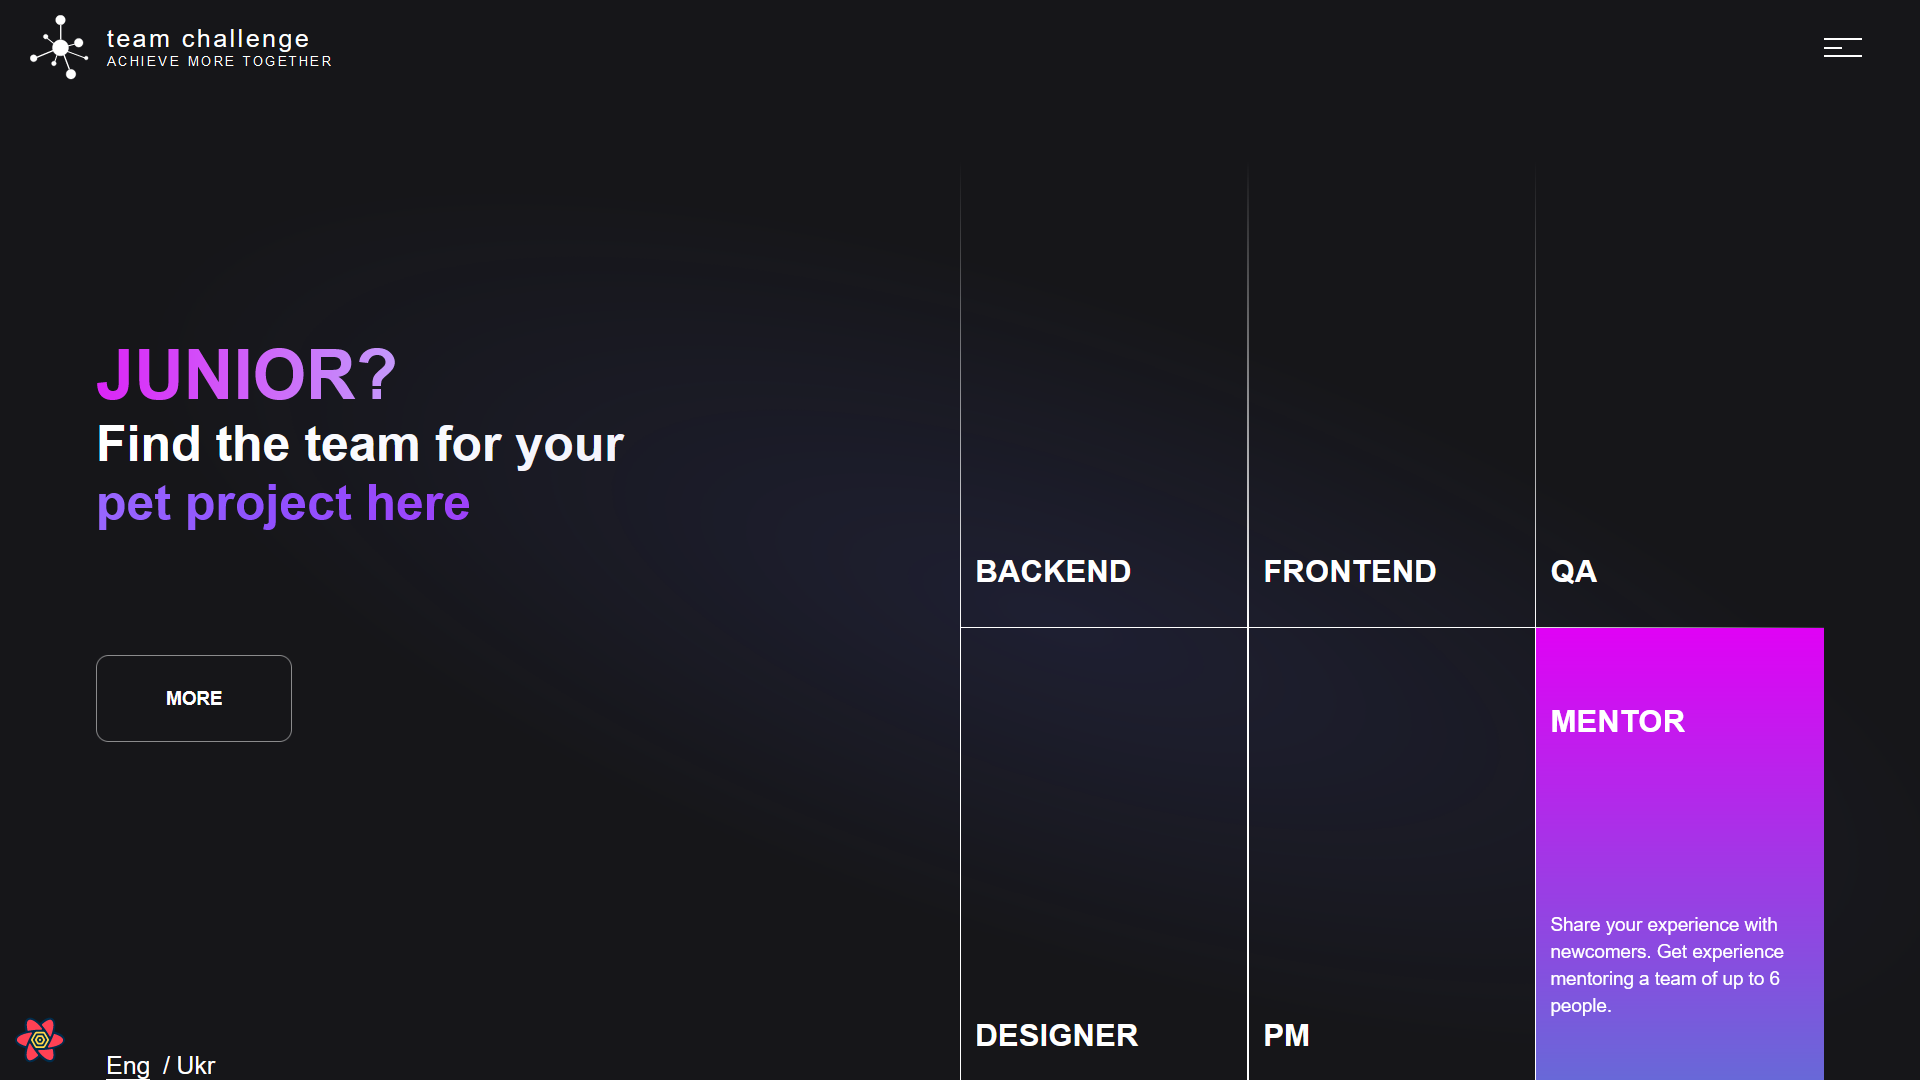 team challenge
ACHIEVE MORE TOGETHER
JUNIOR?
Find the team for your
pet project here
MORE
BACKEND
FRONTEND
QA
DESIGNER
PM
MENTOR
Share your experience with
newcomers. Get experience
mentoring a team of up to 6
people.
Eng / Ukr